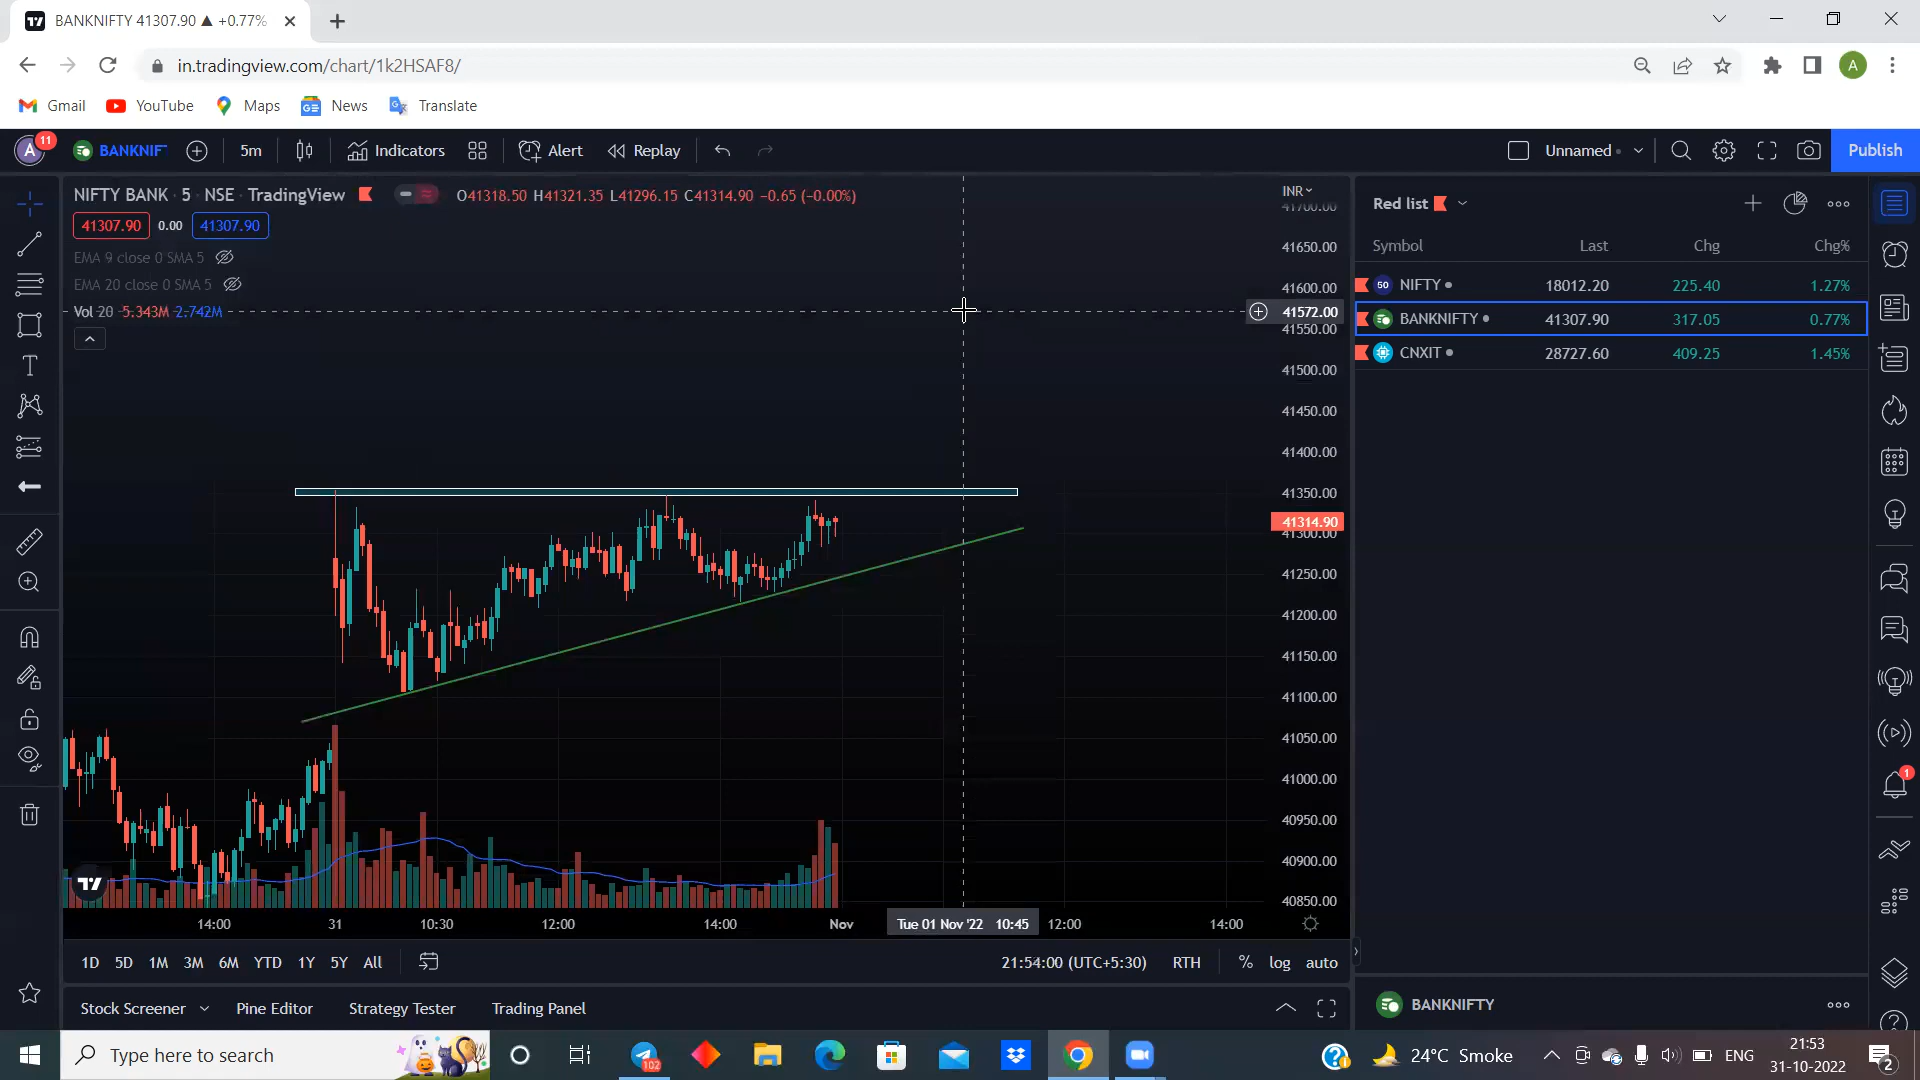 BANKNIFTY 41307.90 ▲ +0.77%
in.tradingview.com/chart/1k2HSAF8/
Gmail YouTube Maps News Translate
A 11 BANKNIF 5m Indicators Alert Replay Unnamed Publish
NIFTY BANK · 5 · NSE · TradingView O41318.50 H41321.35 L41296.15 C41314.90 −0.65 (−0.00%)
41307.90 0.00 41307.90
EMA 9 close 0 SMA 5
EMA 20 close 0 SMA 5
Vol 20 5.343M 2.742M
INR
41700.00
41650.00
41600.00
41572.00
41550.00
41500.00
41450.00
41400.00
41350.00
41314.90
41300.00
41250.00
41200.00
41150.00
41100.00
41050.00
41000.00
40950.00
40900.00
40850.00
14:00 31 10:30 12:00 14:00 Nov Tue 01 Nov '22 10:45 12:00 14:00
1D 5D 1M 3M 6M YTD 1Y 5Y All 21:54:00 (UTC+5:30) RTH % log auto
Stock Screener Pine Editor Strategy Tester Trading Panel
Red list
Symbol Last Chg Chg%
50 NIFTY 18012.20 225.40 1.27%
BANKNIFTY 41307.90 317.05 0.77%
CNXIT 28727.60 409.25 1.45%
1
BANKNIFTY
Type here to search
102
24°C Smoke
ENG
21:53
31-10-2022
2